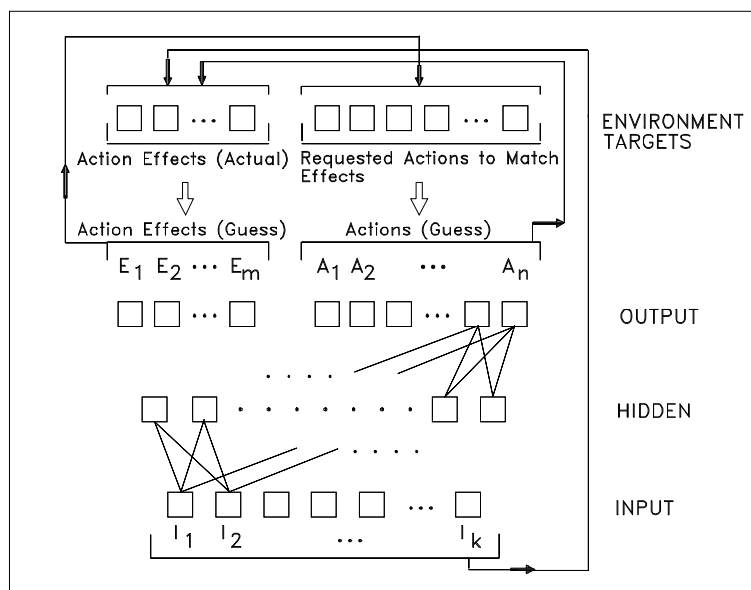 ENVIRONMENT
TARGETS
Action Effects (Actual)
Requested Actions to Match
Effects
Action Effects (Guess)
Actions (Guess)
E1 E2 ... Em
A1 A2 ... An
OUTPUT
HIDDEN
INPUT
I1 I2 ... Ik